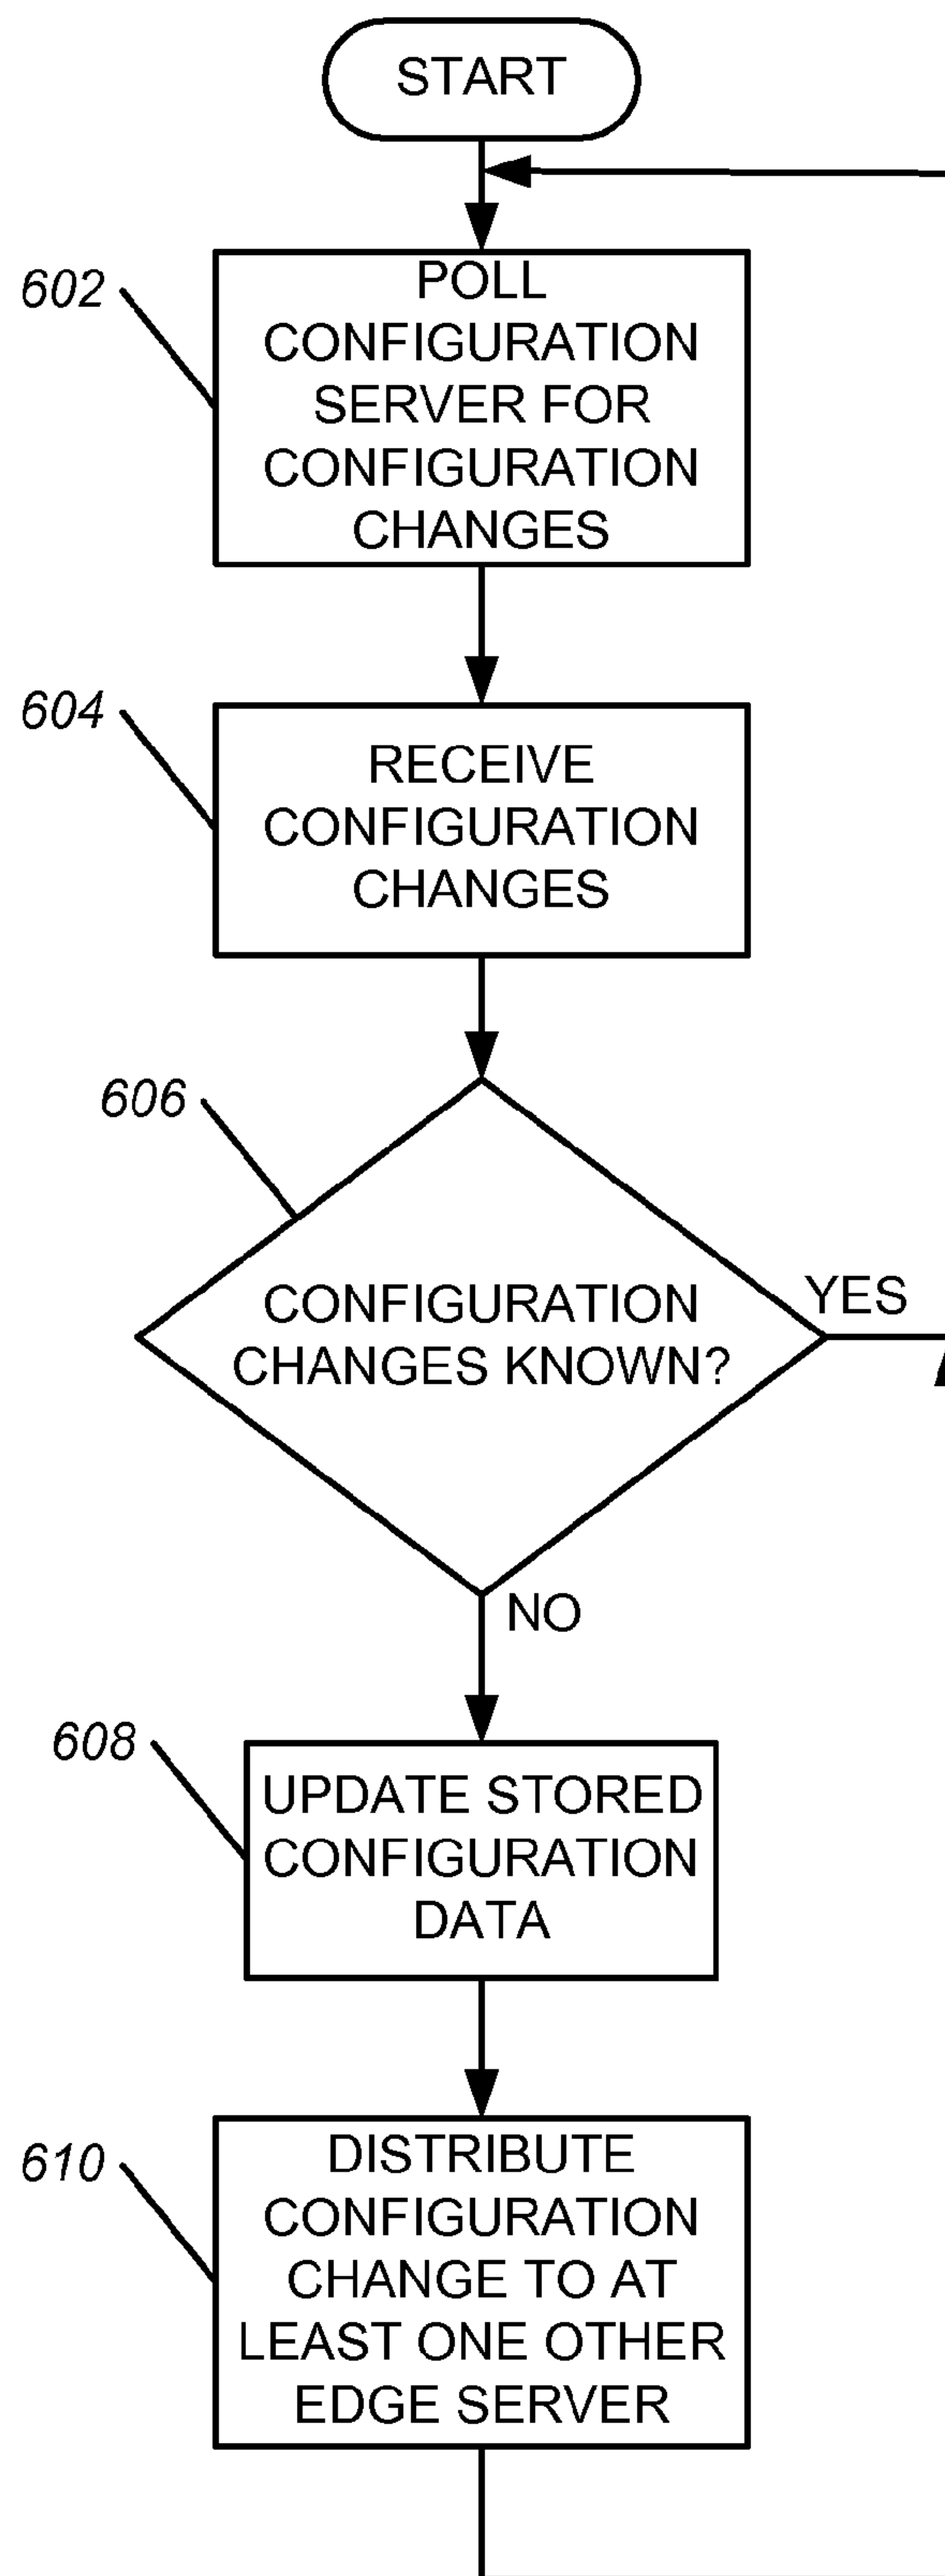 START
602
POLL
CONFIGURATION
SERVER FOR
CONFIGURATION
CHANGES
604
RECEIVE
CONFIGURATION
CHANGES
606
CONFIGURATION
CHANGES KNOWN?
YES
NO
608
UPDATE STORED
CONFIGURATION
DATA
610
DISTRIBUTE
CONFIGURATION
CHANGE TO AT
LEAST ONE OTHER
EDGE SERVER